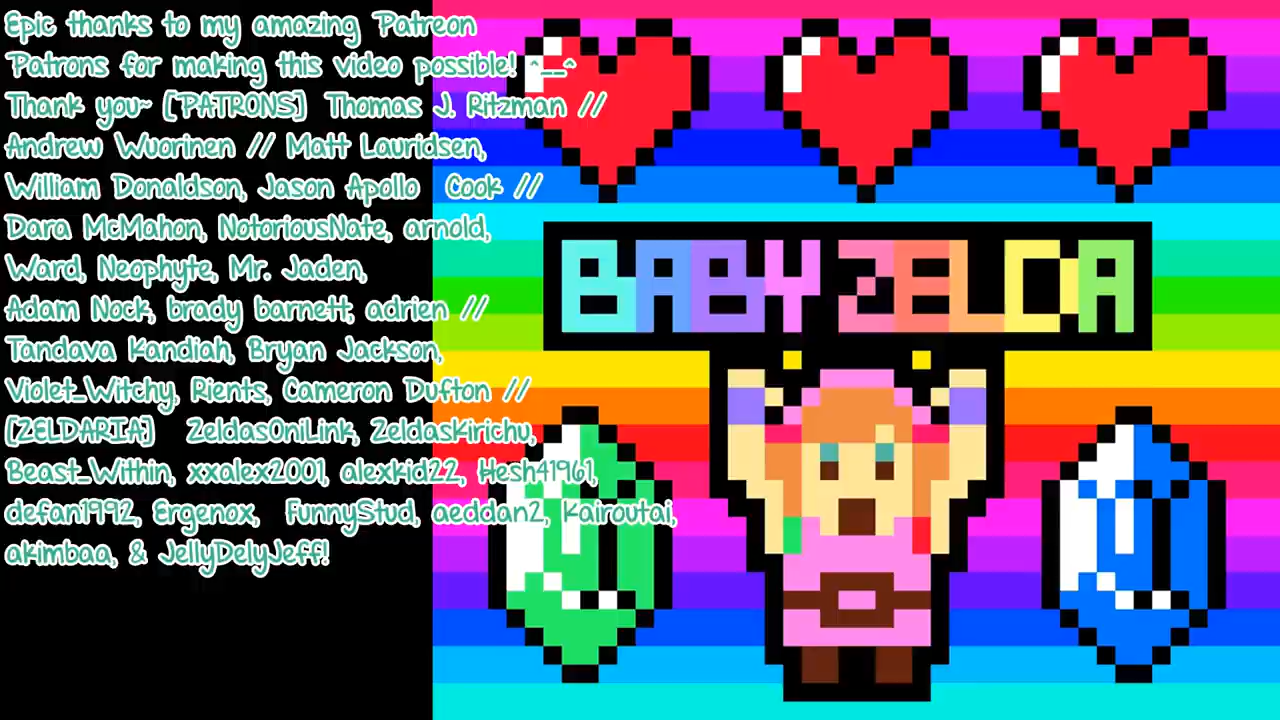 Epic thanks to my amazing Patreon
Patrons for making this video possible! ^__^
Thank you~ [PATRONS] Thomas J. Ritzman //
Andrew Wuorinen // Matt Lauridsen,
William Donaldson, Jason Apollo Cook //
Dara McMahon, NotoriousNate, arnold,
Ward, Neophyte, Mr. Jaden,
Adam Nock, brady barnett, adrien //
Tandava Kandiah, Bryan Jackson,
Violet_Witchy, Rients, Cameron Dufton //
[ZELDARIA] ZeldasOniLink, ZeldasKirichu,
Beast_Within, xxalex2001, alexkid22, Hesh41961,
defan1992, Ergenox, FunnyStud, aeddan2, Kairoutai,
akimbaa, & JellyDelyJeff!
BABY ZELDA